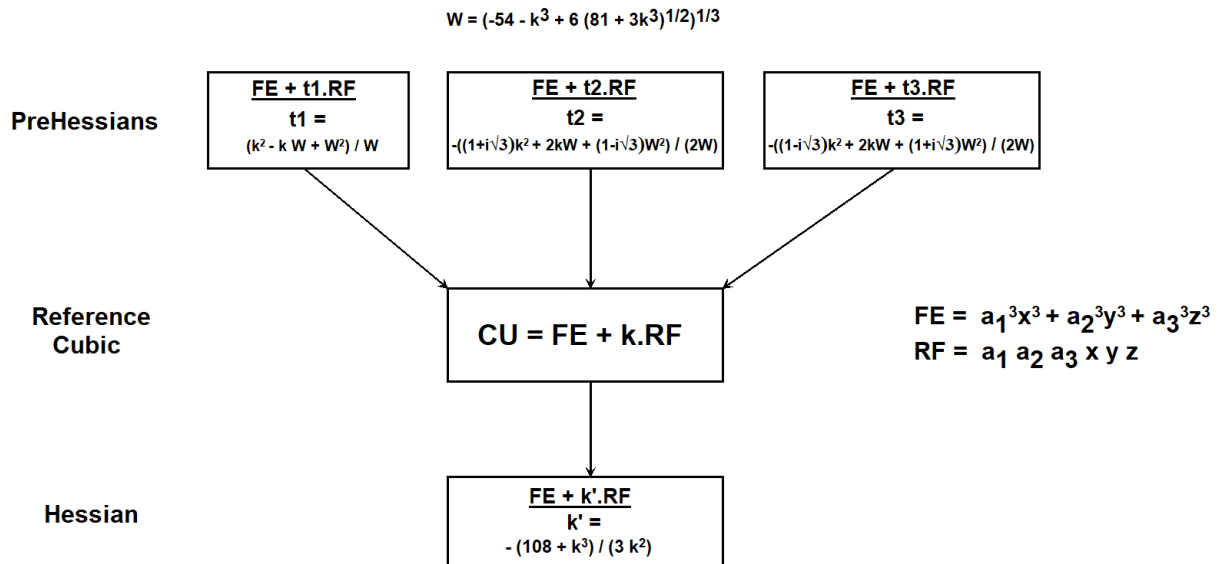 W = (-54 - k³ + 6 (81 + 3k³)^1/2)^1/3
PreHessians
FE + t1.RF
t1 =
(k² - k W + W²) / W
FE + t2.RF
t2 =
-((1+i√3)k² + 2kW + (1-i√3)W²) / (2W)
FE + t3.RF
t3 =
-((1-i√3)k² + 2kW + (1+i√3)W²) / (2W)
Reference
Cubic
CU = FE + k.RF
FE = a₁³x³ + a₂³y³ + a₃³z³
RF = a₁ a₂ a₃ x y z
Hessian
FE + k'.RF
k' =
- (108 + k³) / (3 k²)